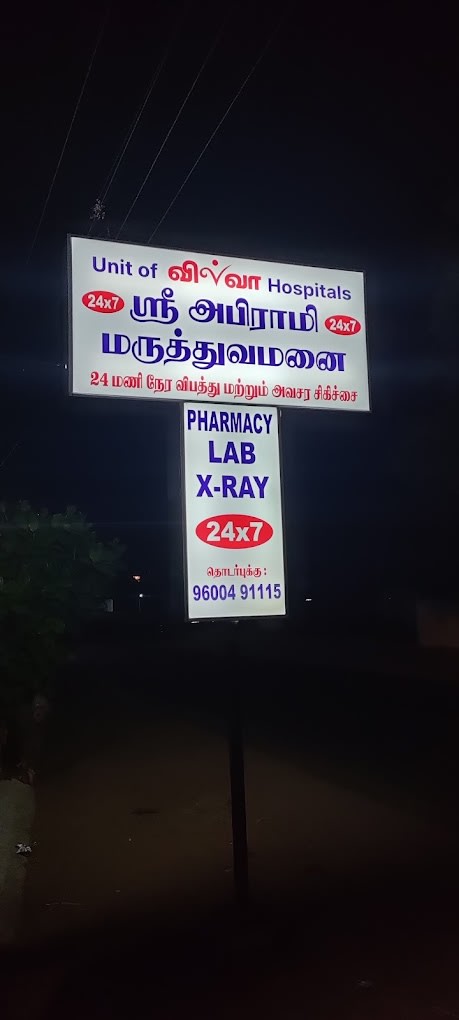 Unit of விவ்வா Hospitals
24x7 ஸ்ரீ அபிராமி 24x7
மருத்துவமனை
24 மணி நேர விபத்து மற்றும் அவசர சிகிச்சை
PHARMACY
LAB
X-RAY
24x7
தொடர்புக்கு :
96004 91115